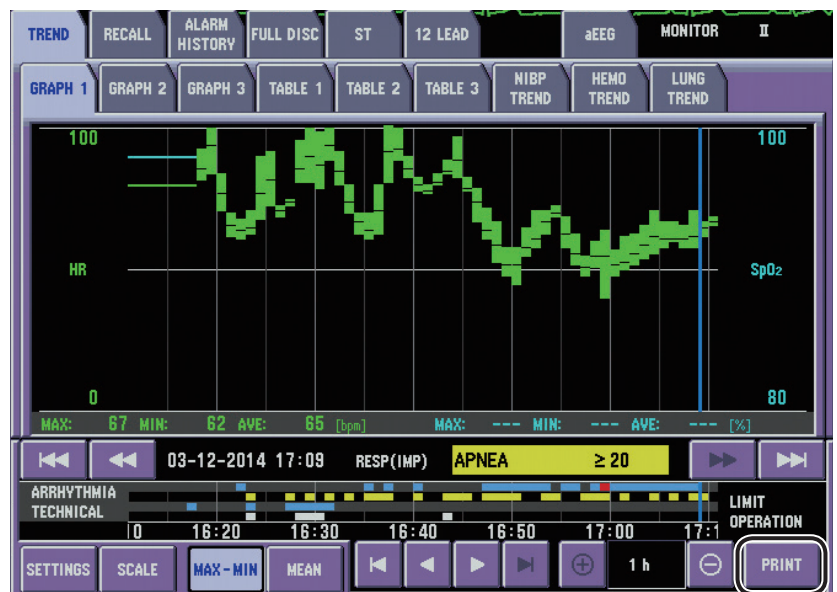 TREND RECALL ALARM HISTORY FULL DISC ST 12 LEAD aEEG MONITOR II
GRAPH 1 GRAPH 2 GRAPH 3 TABLE 1 TABLE 2 TABLE 3 NIBP TREND HEMO TREND LUNG TREND
100 100
HR SpO2
0 80
MAX: 67 MIN: 62 AVE: 65 [bpm] MAX: --- MIN: --- AVE: --- [%]
03-12-2014 17:09 RESP(IMP) APNEA ≥ 20
ARRHYTHMIA
TECHNICAL
LIMIT
OPERATION
16:20 16:30 16:40 16:50 17:00
SETTINGS SCALE MAX-MIN MEAN 1 h PRINT